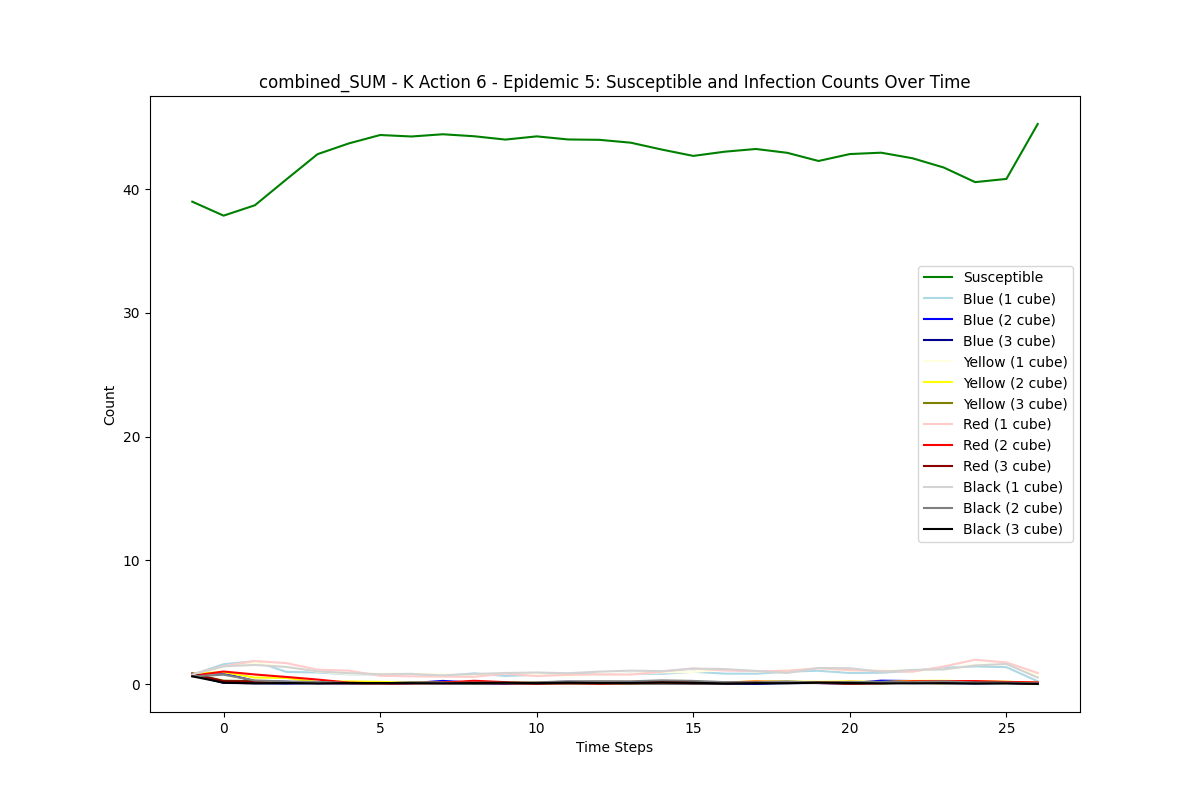 combined_SUM - K Action 6 - Epidemic 5: Susceptible and Infection Counts Over Time
Count
40
30
20
10
0
Susceptible
Blue (1 cube)
Blue (2 cube)
Blue (3 cube)
Yellow (1 cube)
Yellow (2 cube)
Yellow (3 cube)
Red (1 cube)
Red (2 cube)
Red (3 cube)
Black (1 cube)
Black (2 cube)
Black (3 cube)
0 5 10 15 20 25
Time Steps